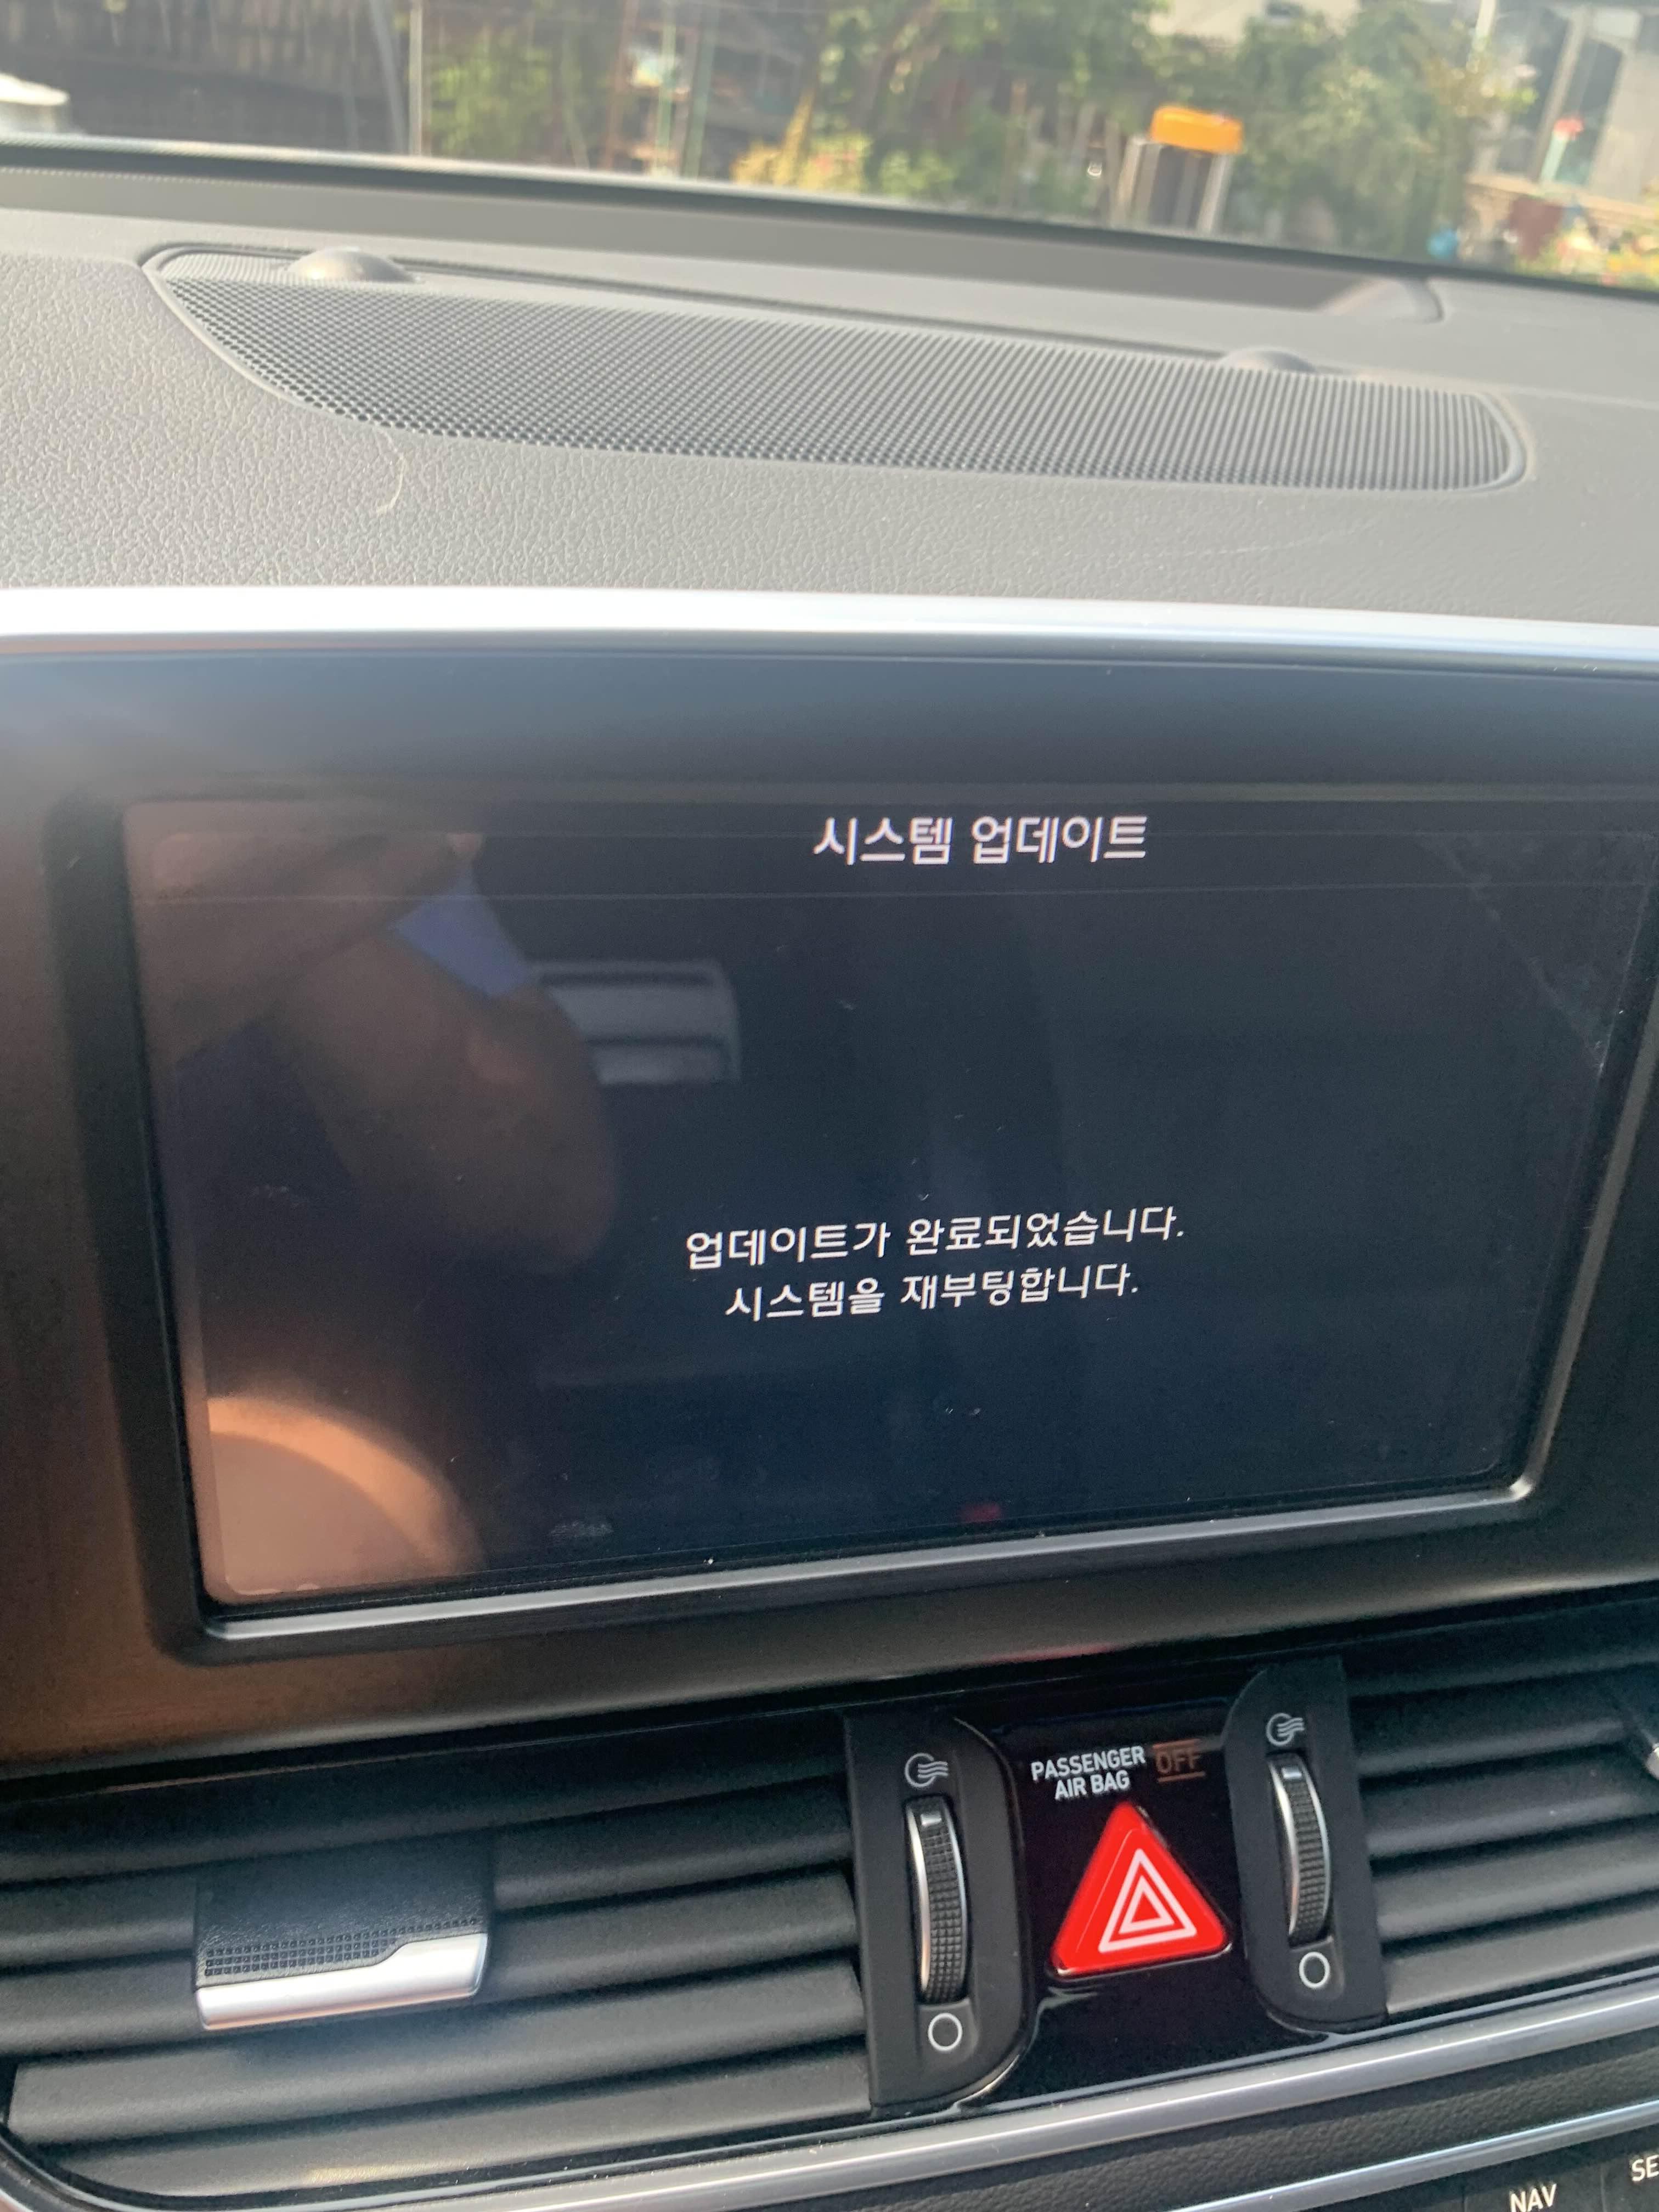 시스템 업데이트
업데이트가 완료되었습니다.
시스템을 재부팅합니다.
PASSENGER OFF
AIR BAG
NAV
SE